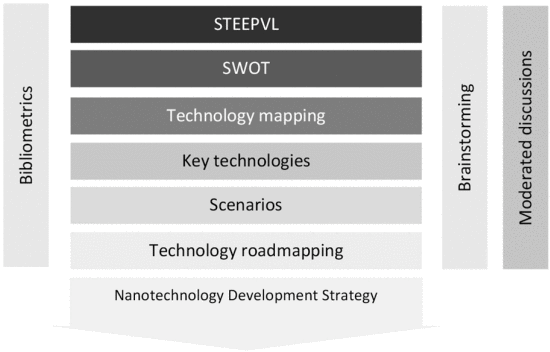 Bibliometrics
STEEPVL
SWOT
Technology mapping
Key technologies
Scenarios
Technology roadmapping
Nanotechnology Development Strategy
Brainstorming
Moderated discussions